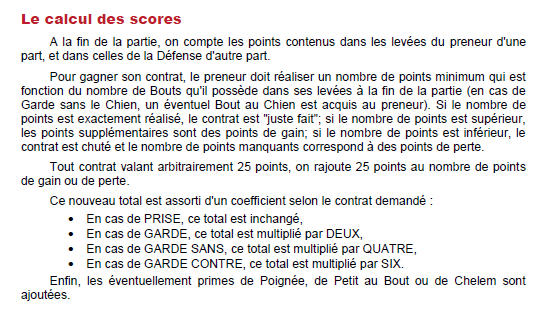 Le calcul des scores
A la fin de la partie, on compte les points contenus dans les levées du preneur d'une
part, et dans celles de la Défense d'autre part.
Pour gagner son contrat, le preneur doit réaliser un nombre de points minimum qui est
fonction du nombre de Bouts qu'il possède dans ses levées à la fin de la partie (en cas de
Garde sans le Chien, un éventuel Bout au Chien est acquis au preneur). Si le nombre de
points est exactement réalisé, le contrat est "juste fait"; si le nombre de points est supérieur,
les points supplémentaires sont des points de gain; si le nombre de points est inférieur, le
contrat est chuté et le nombre de points manquants correspond à des points de perte.
Tout contrat valant arbitrairement 25 points, on rajoute 25 points au nombre de points
de gain ou de perte.
Ce nouveau total est assorti d'un coefficient selon le contrat demandé :
• En cas de PRISE, ce total est inchangé,
• En cas de GARDE, ce total est multiplié par DEUX,
• En cas de GARDE SANS, ce total est multiplié par QUATRE,
• En cas de GARDE CONTRE, ce total est multiplié par SIX.
Enfin, les éventuellement primes de Poignée, de Petit au Bout ou de Chelem sont
ajoutées.